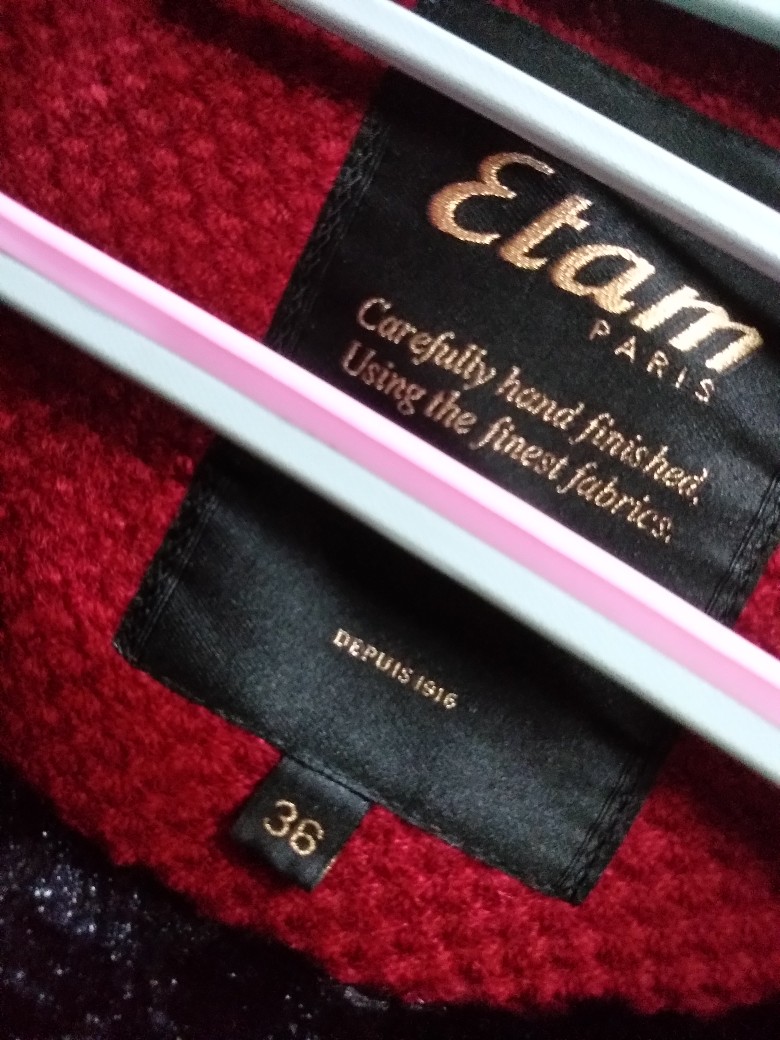 Etam
PARIS
Carefully hand finished.
Using the finest fabrics.
DEPUIS 1916
36